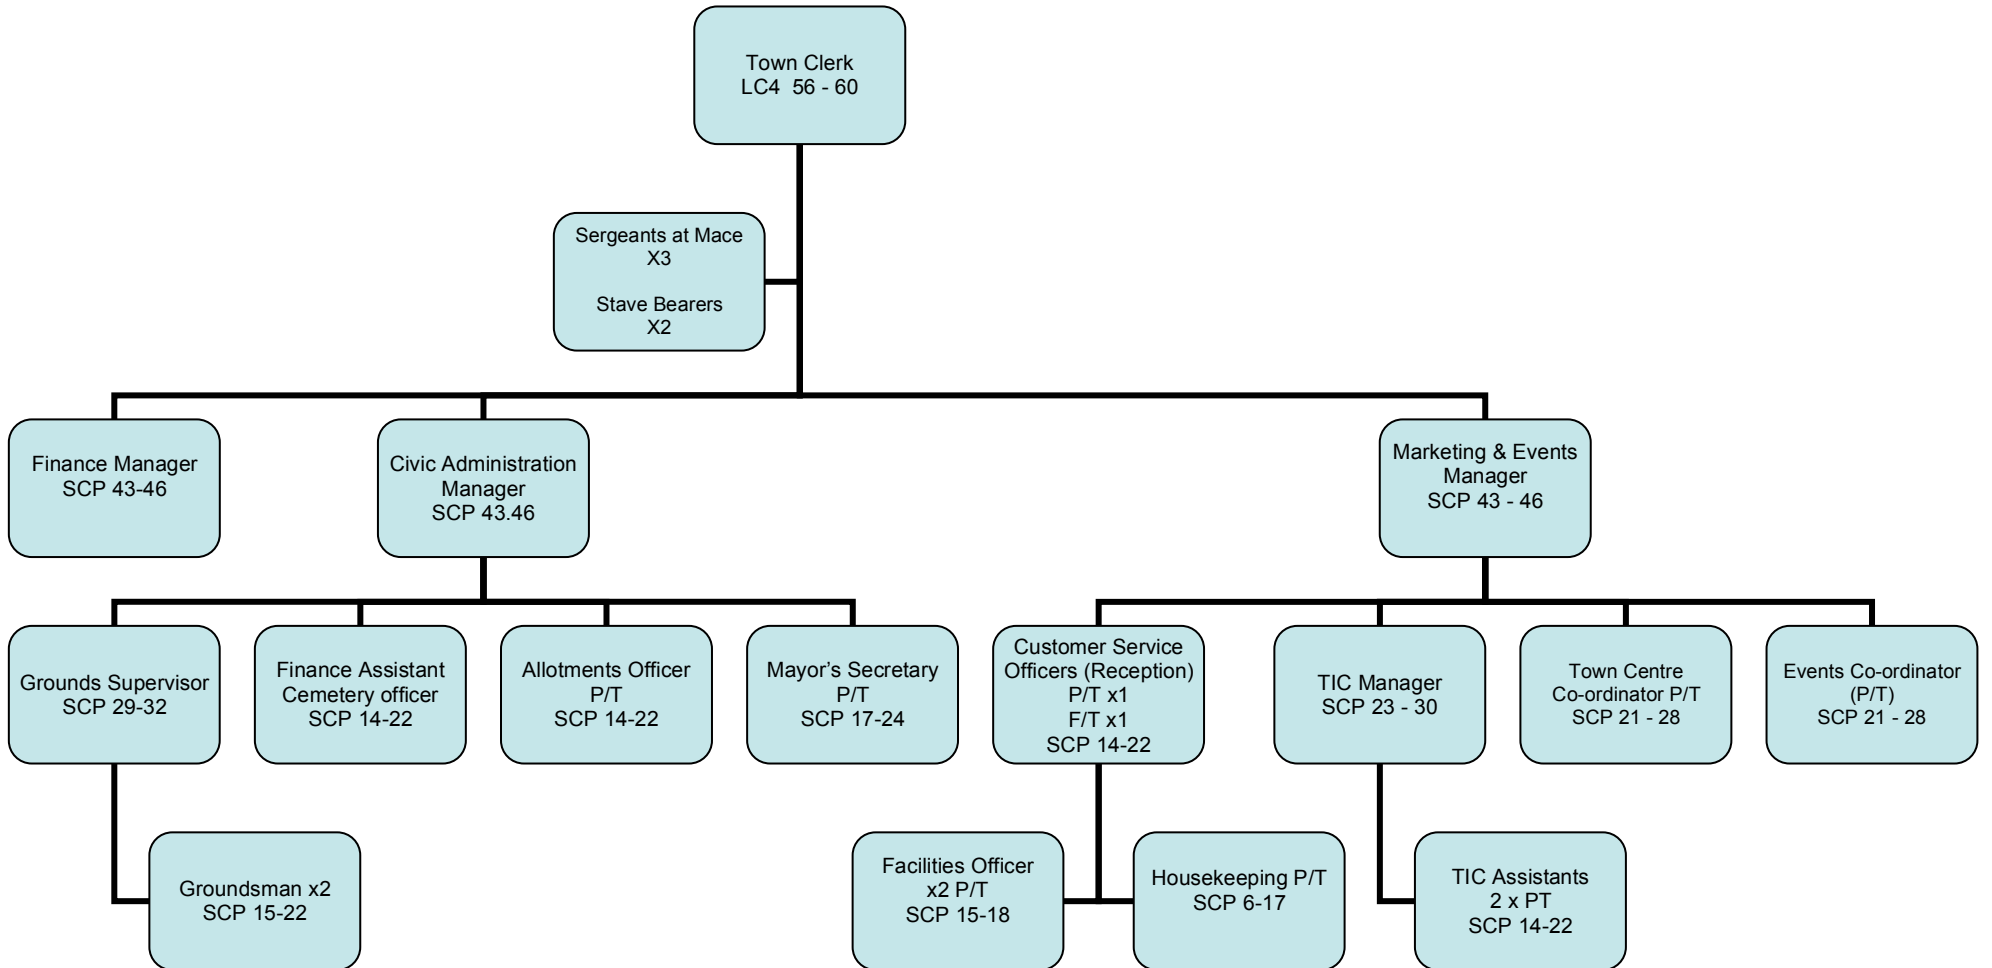 Town Clerk
LC4  56 - 60
Sergeants at Mace
X3
Stave Bearers
X2
Finance Manager
SCP 43-46
Civic Administration
Manager
SCP 43.46
Marketing & Events
Manager
SCP 43 - 46
Grounds Supervisor
SCP 29-32
Finance Assistant
Cemetery officer
SCP 14-22
Allotments Officer
P/T
SCP 14-22
Mayor’s Secretary
P/T
SCP 17-24
Customer Service
Officers (Reception)
P/T x1
F/T x1
SCP 14-22
TIC Manager
SCP 23 - 30
Town Centre
Co-ordinator P/T
SCP 21 - 28
Events Co-ordinator
(P/T)
SCP 21 - 28
Groundsman x2
SCP 15-22
Facilities Officer
x2 P/T
SCP 15-18
Housekeeping P/T
SCP 6-17
TIC Assistants
2 x PT
SCP 14-22